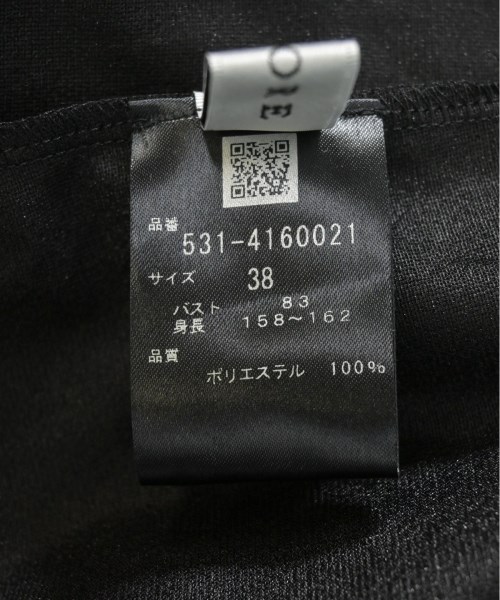 品番
531-4160021
サイズ 38
バスト 83
身長 158～162
品質
ポリエステル 100%